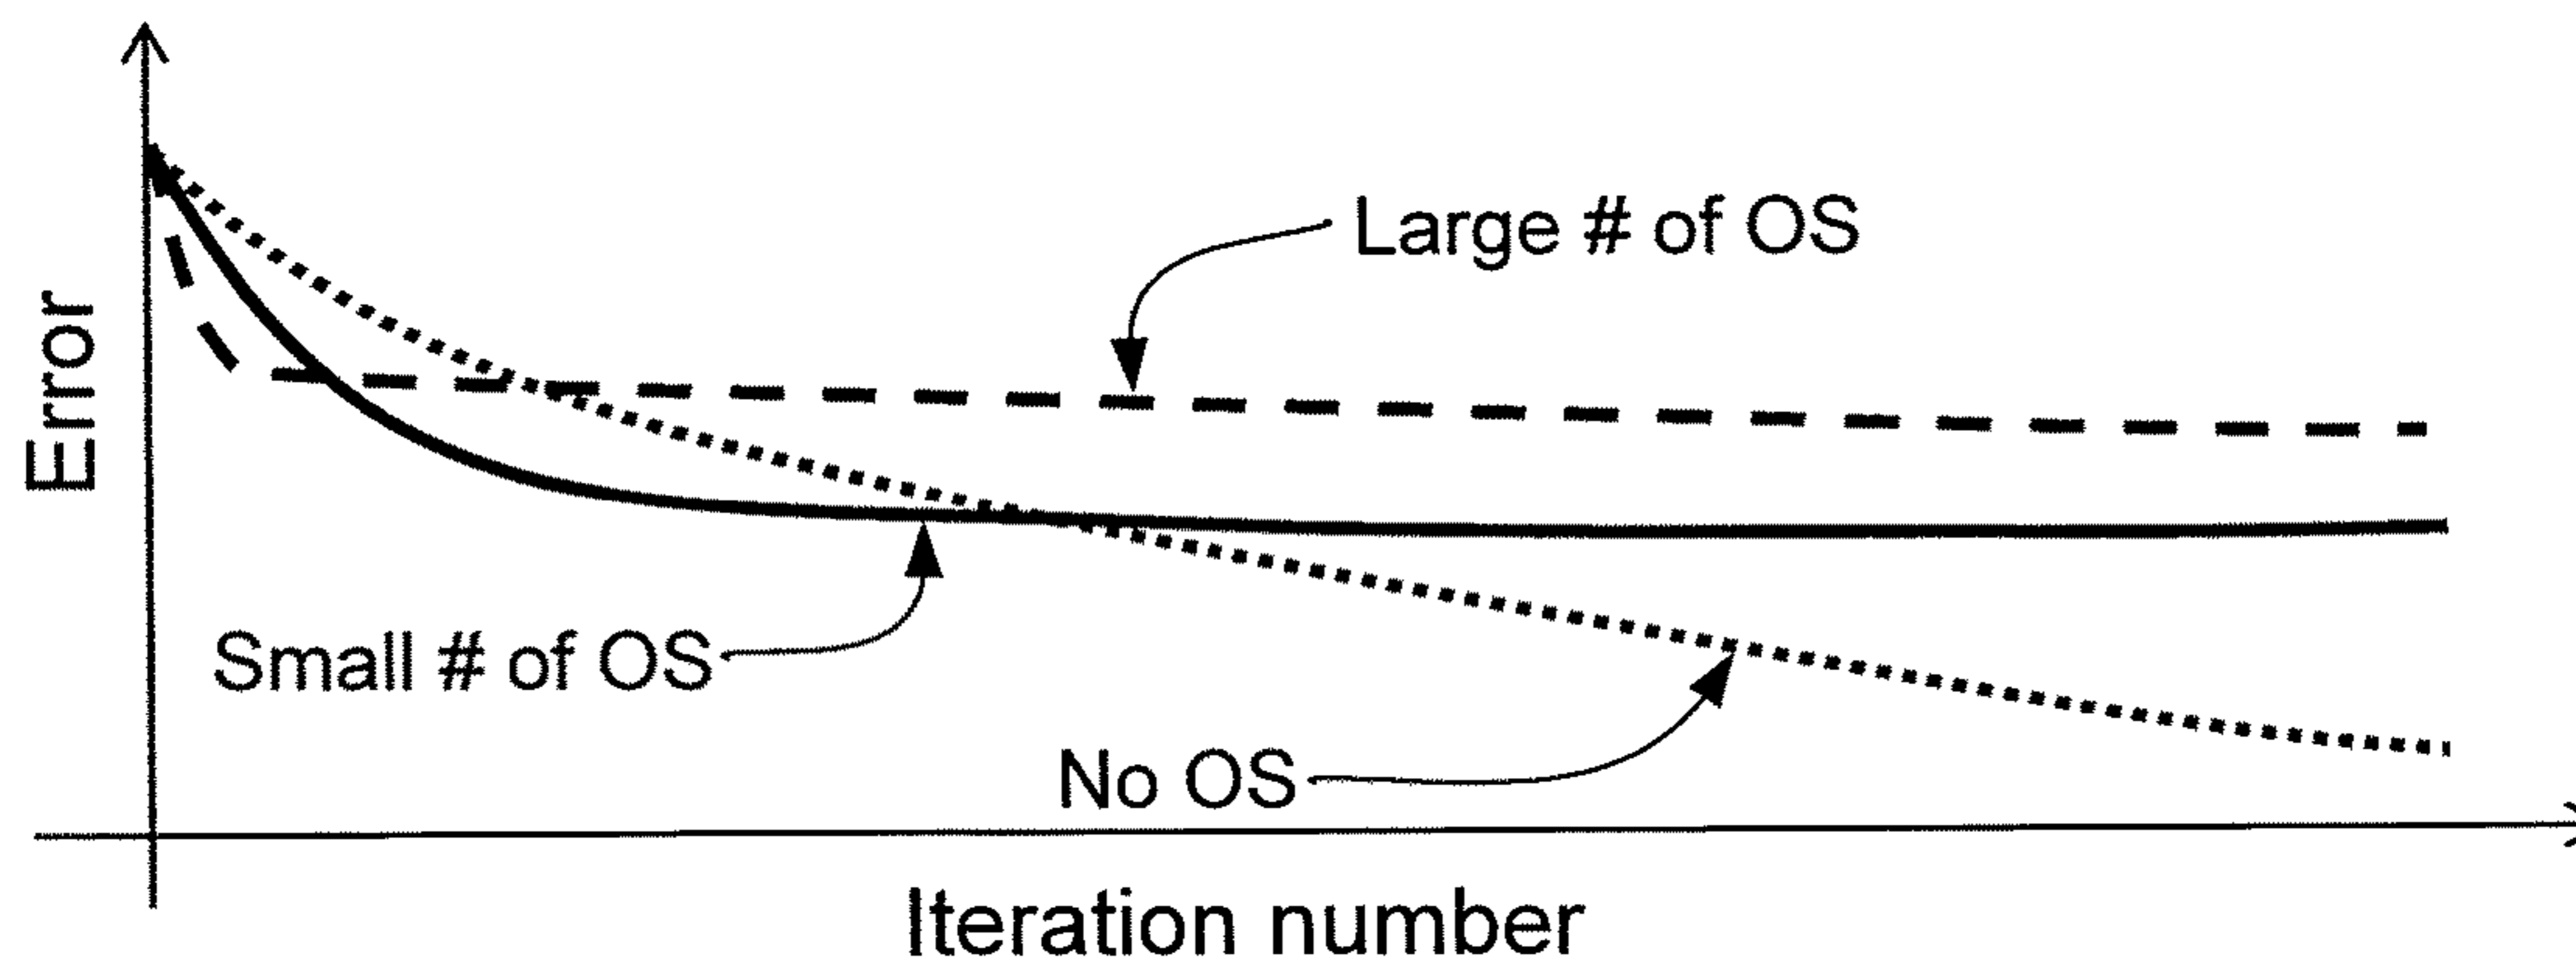 Error
Large # of OS
Small # of OS
No OS
Iteration number